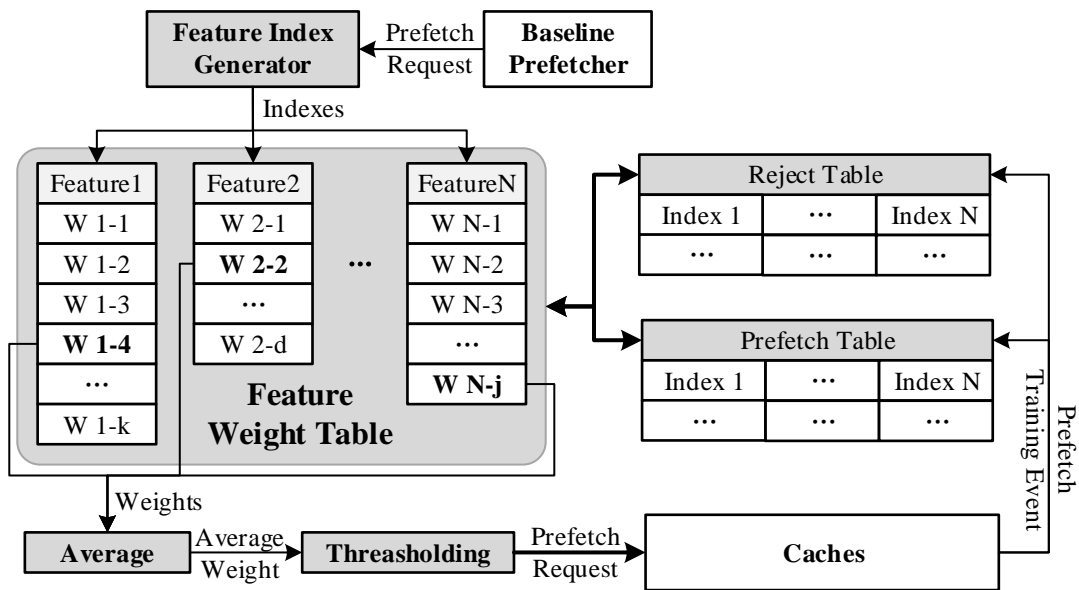 Feature Index
Generator
Prefetch
Request
Baseline
Prefetcher
Indexes
Feature1
W 1-1
W 1-2
W 1-3
W 1-4
...
W 1-k
Feature2
W 2-1
W 2-2
...
W 2-d
...
FeatureN
W N-1
W N-2
W N-3
...
W N-j
Feature
Weight Table
Reject Table
Index 1 ... Index N
... ... ...
Prefetch Table
Index 1 ... Index N
... ... ...
Prefetch
Training Event
Weights
Average
Average
Weight
Threasholding
Prefetch
Request
Caches